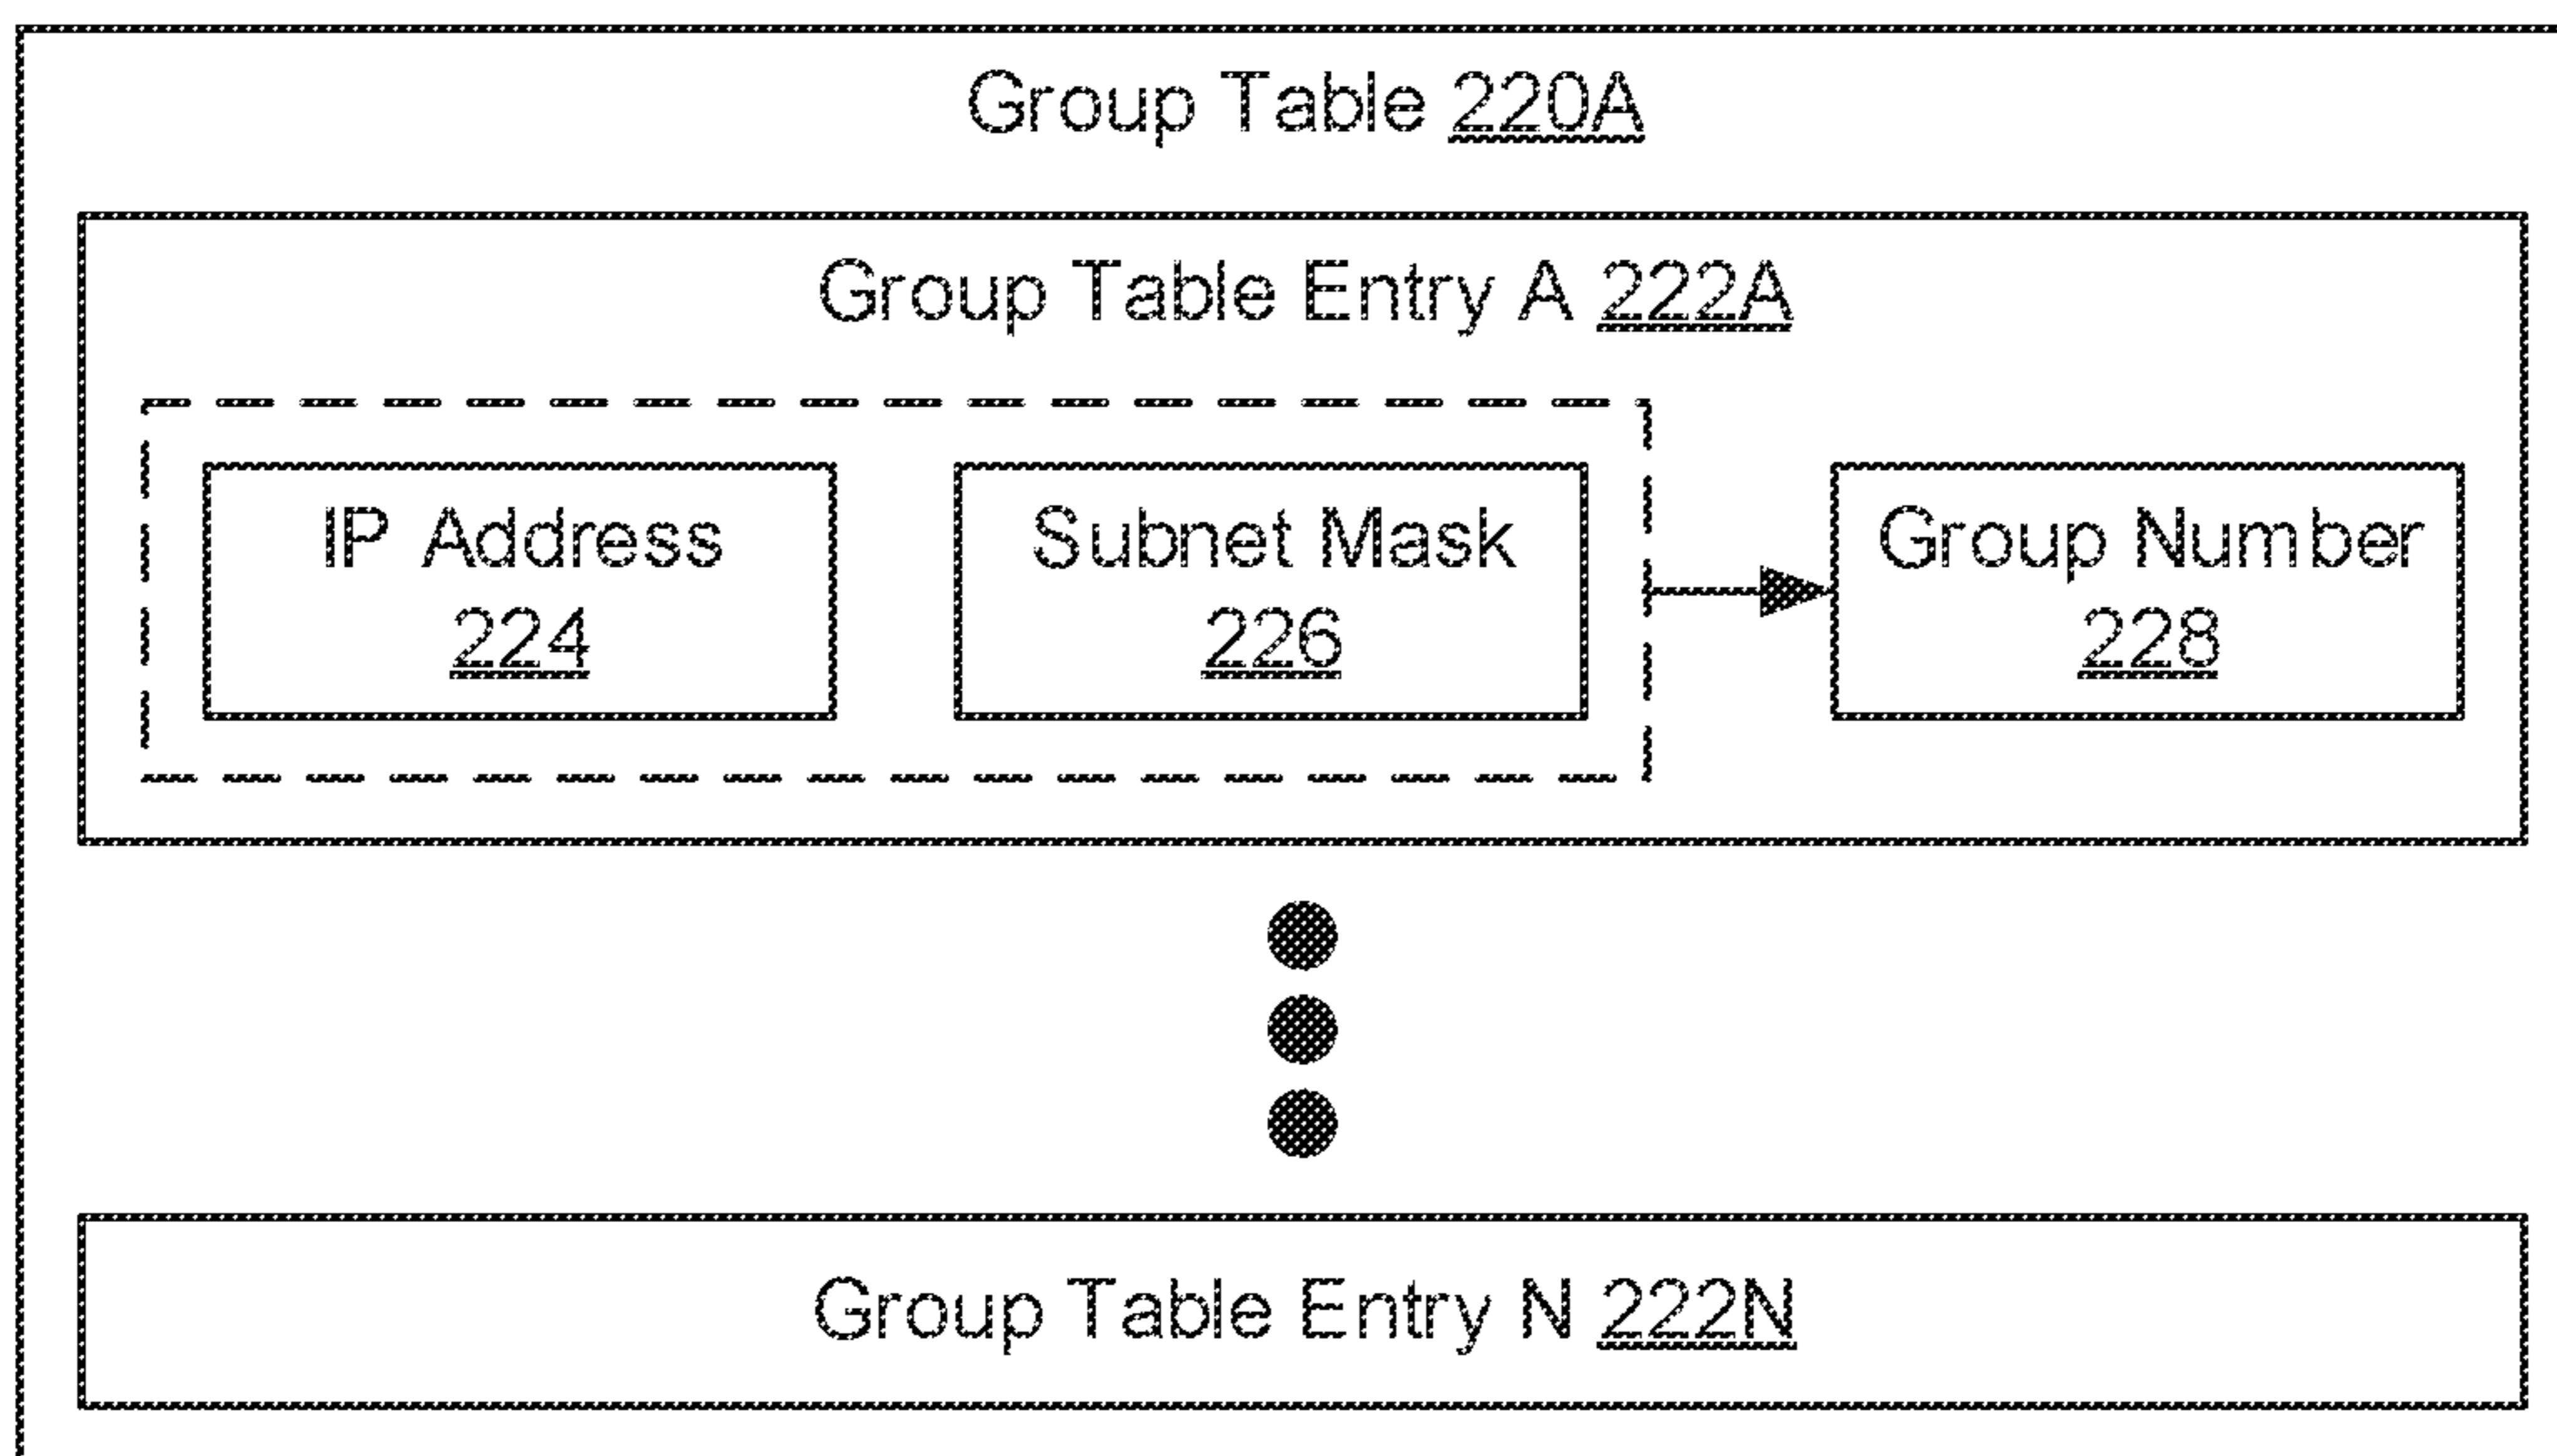 Group Table 220A
Group Table Entry A 222A
IP Address
224
Subnet Mask
226
Group Number
228
Group Table Entry N 222N